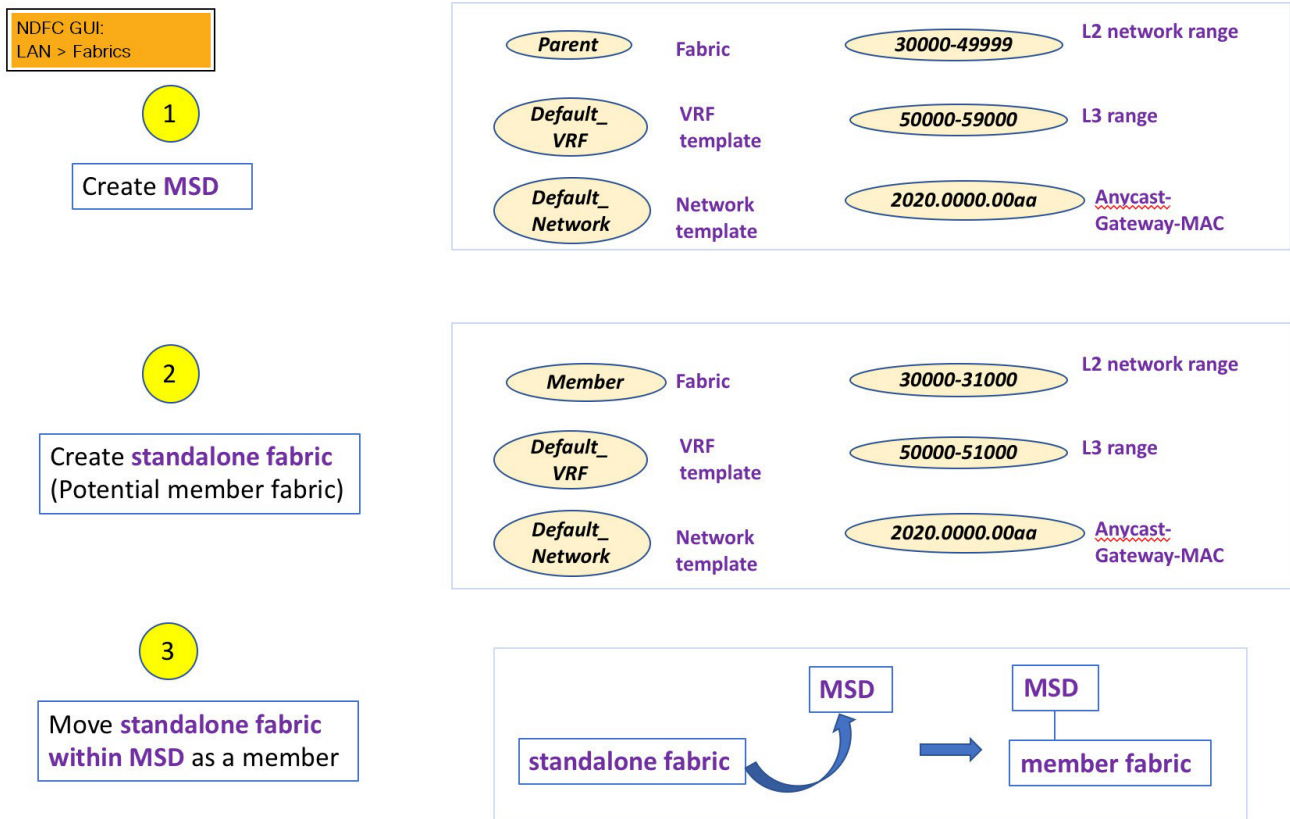 NDFC GUI:
LAN > Fabrics
1
Create MSD
Parent
Fabric
30000-49999
L2 network range
Default_
VRF
VRF
template
50000-59000
L3 range
Default_
Network
Network
template
2020.0000.00aa
Anycast-
Gateway-MAC
2
Create standalone fabric
(Potential member fabric)
Member
Fabric
30000-31000
L2 network range
Default_
VRF
VRF
template
50000-51000
L3 range
Default_
Network
Network
template
2020.0000.00aa
Anycast-
Gateway-MAC
3
Move standalone fabric
within MSD as a member
MSD
standalone fabric
MSD
member fabric